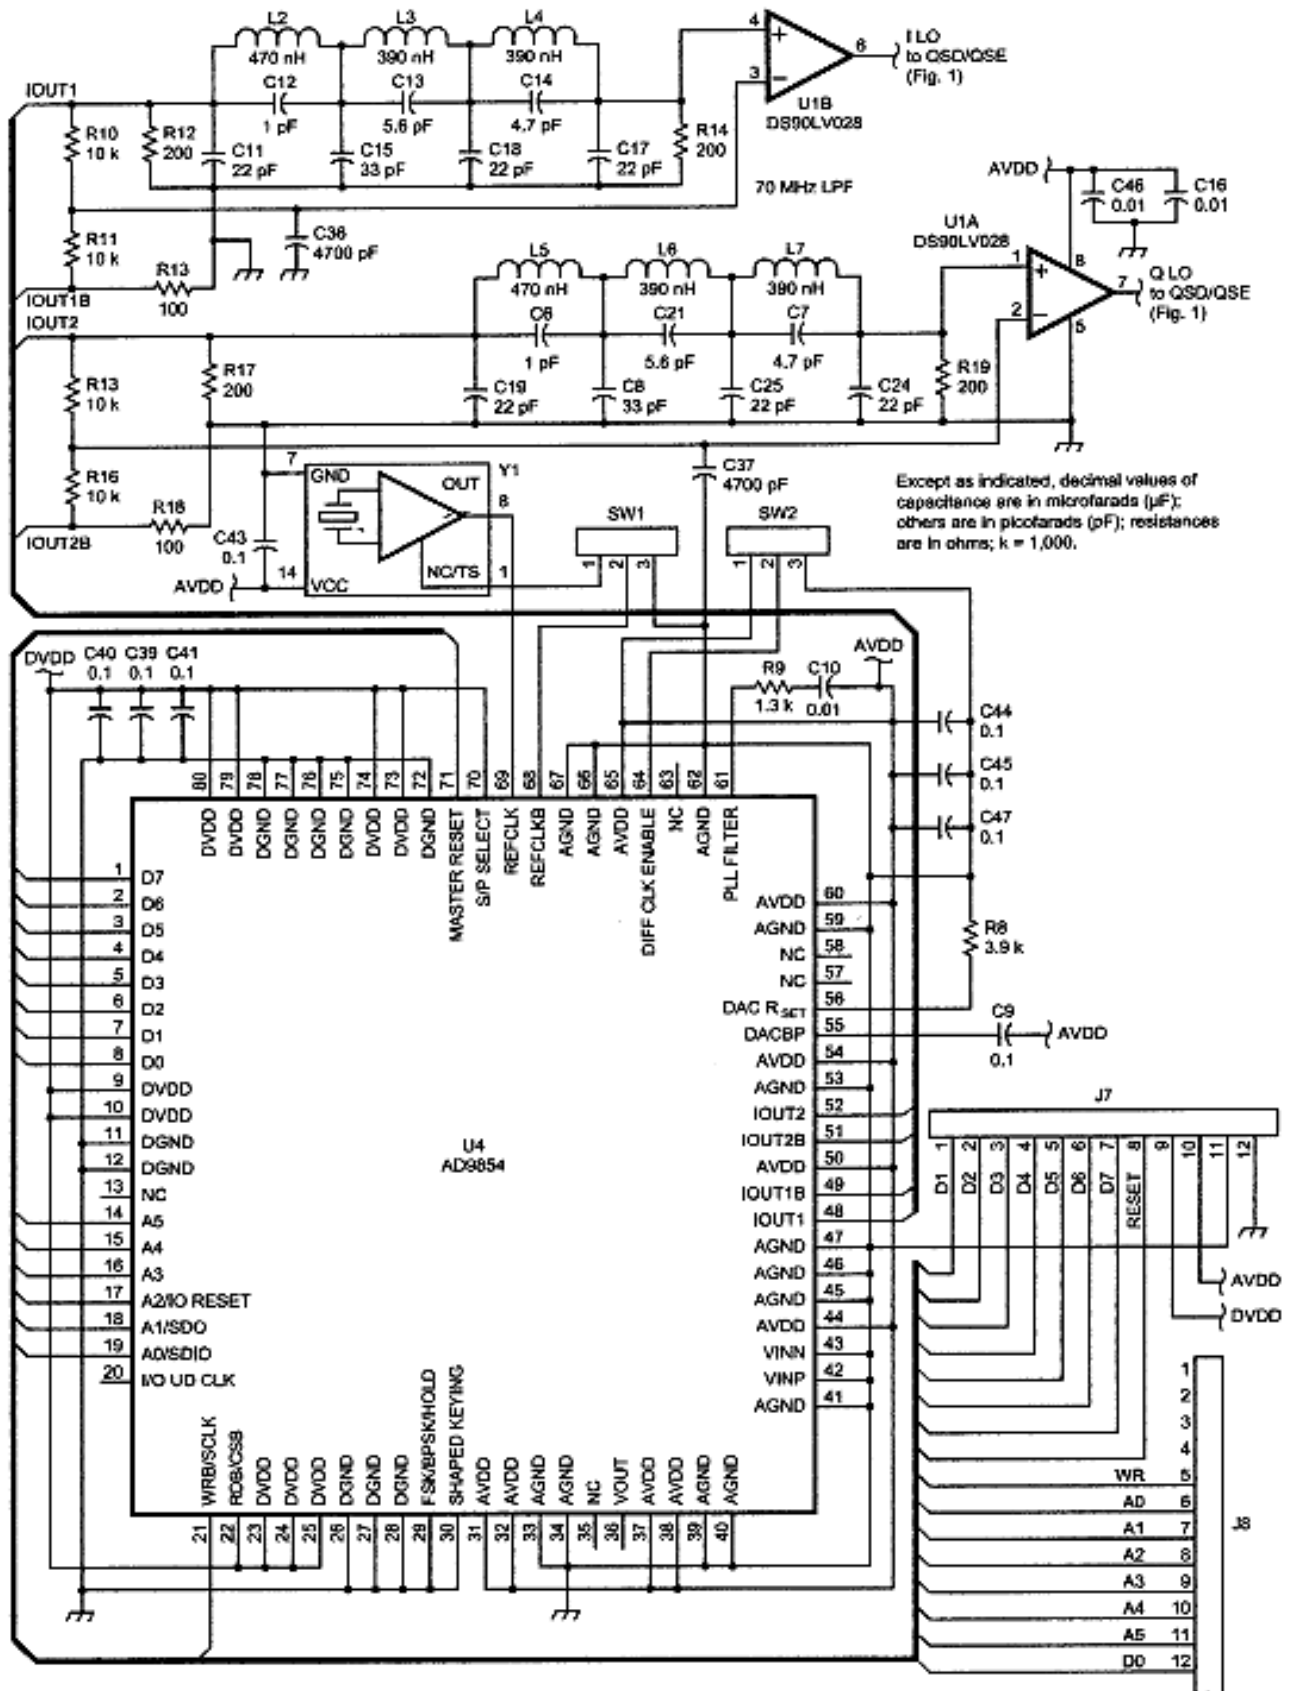 L2
470 nH
L3
390 nH
L4
390 nH
C12
1 pF
C13
5.6 pF
C14
4.7 pF
IOUT1
R10
10 k
R12
200
C11
22 pF
C15
33 pF
C18
22 pF
C17
22 pF
R14
200
4
3
6
+
−
U1B
DS90LV028
I LO
to QSD/QSE
(Fig. 1)
70 MHz LPF
AVDD
C46
0.01
C16
0.01
R11
10 k
R13
100
C36
4700 pF
IOUT1B
IOUT2
L5
470 nH
L6
390 nH
L7
390 nH
U1A
DS90LV028
1
2
8
7
5
+
−
Q LO
to QSD/QSE
(Fig. 1)
C6
1 pF
C21
5.6 pF
C7
4.7 pF
R13
10 k
R17
200
C19
22 pF
C8
33 pF
C25
22 pF
C24
22 pF
R19
200
R16
10 k
R18
100
IOUT2B
C43
0.1
AVDD
7
14
GND
VCC
OUT
NC/TS
Y1
8
1
C37
4700 pF
SW1
1
2
3
SW2
1
2
3
Except as indicated, decimal values of
capacitance are in microfarads (µF);
others are in picofarads (pF); resistances
are in ohms; k = 1,000.
DVDD
C40
0.1
C39
0.1
C41
0.1
R9
1.3 k
C10
0.01
AVDD
C44
0.1
C45
0.1
C47
0.1
R8
3.9 k
C9
0.1
AVDD
80 DVDD
79 DVDD
78 DGND
77 DGND
76 DGND
75 DGND
74 DVDD
73 DVDD
72 DGND
71 MASTER RESET
70 S/P SELECT
69 REFCLK
68 REFCLKB
67 AGND
66 AGND
65 AVDD
64 DIFF CLK ENABLE
63 NC
62 AGND
61 PLL FILTER
1 D7
2 D6
3 D5
4 D4
5 D3
6 D2
7 D1
8 D0
9 DVDD
10 DVDD
11 DGND
12 DGND
13 NC
14 A5
15 A4
16 A3
17 A2/IO RESET
18 A1/SDO
19 A0/SDIO
20 I/O UD CLK
U4
AD9854
AVDD 60
AGND 59
NC 58
NC 57
DAC RSET 56
DACBP 55
AVDD 54
AGND 53
IOUT2 52
IOUT2B 51
AVDD 50
IOUT1B 49
IOUT1 48
AGND 47
AGND 46
AGND 45
AVDD 44
VINN 43
VINP 42
AGND 41
WRB/SCLK 21
RDB/CSB 22
DVDD 23
DVDD 24
DVDD 25
DGND 26
DGND 27
DGND 28
FSK/BPSK/HOLD 29
SHAPED KEYING 30
AVDD 31
AVDD 32
AGND 33
AGND 34
NC 35
VOUT 36
AVDD 37
AVDD 38
AGND 39
AGND 40
J7
1 D1
2 D2
3 D3
4 D4
5 D5
6 D6
7 D7
8 RESET
9
10
11
12
AVDD
DVDD
J8
1
2
3
4
WR 5
A0 6
A1 7
A2 8
A3 9
A4 10
A5 11
D0 12